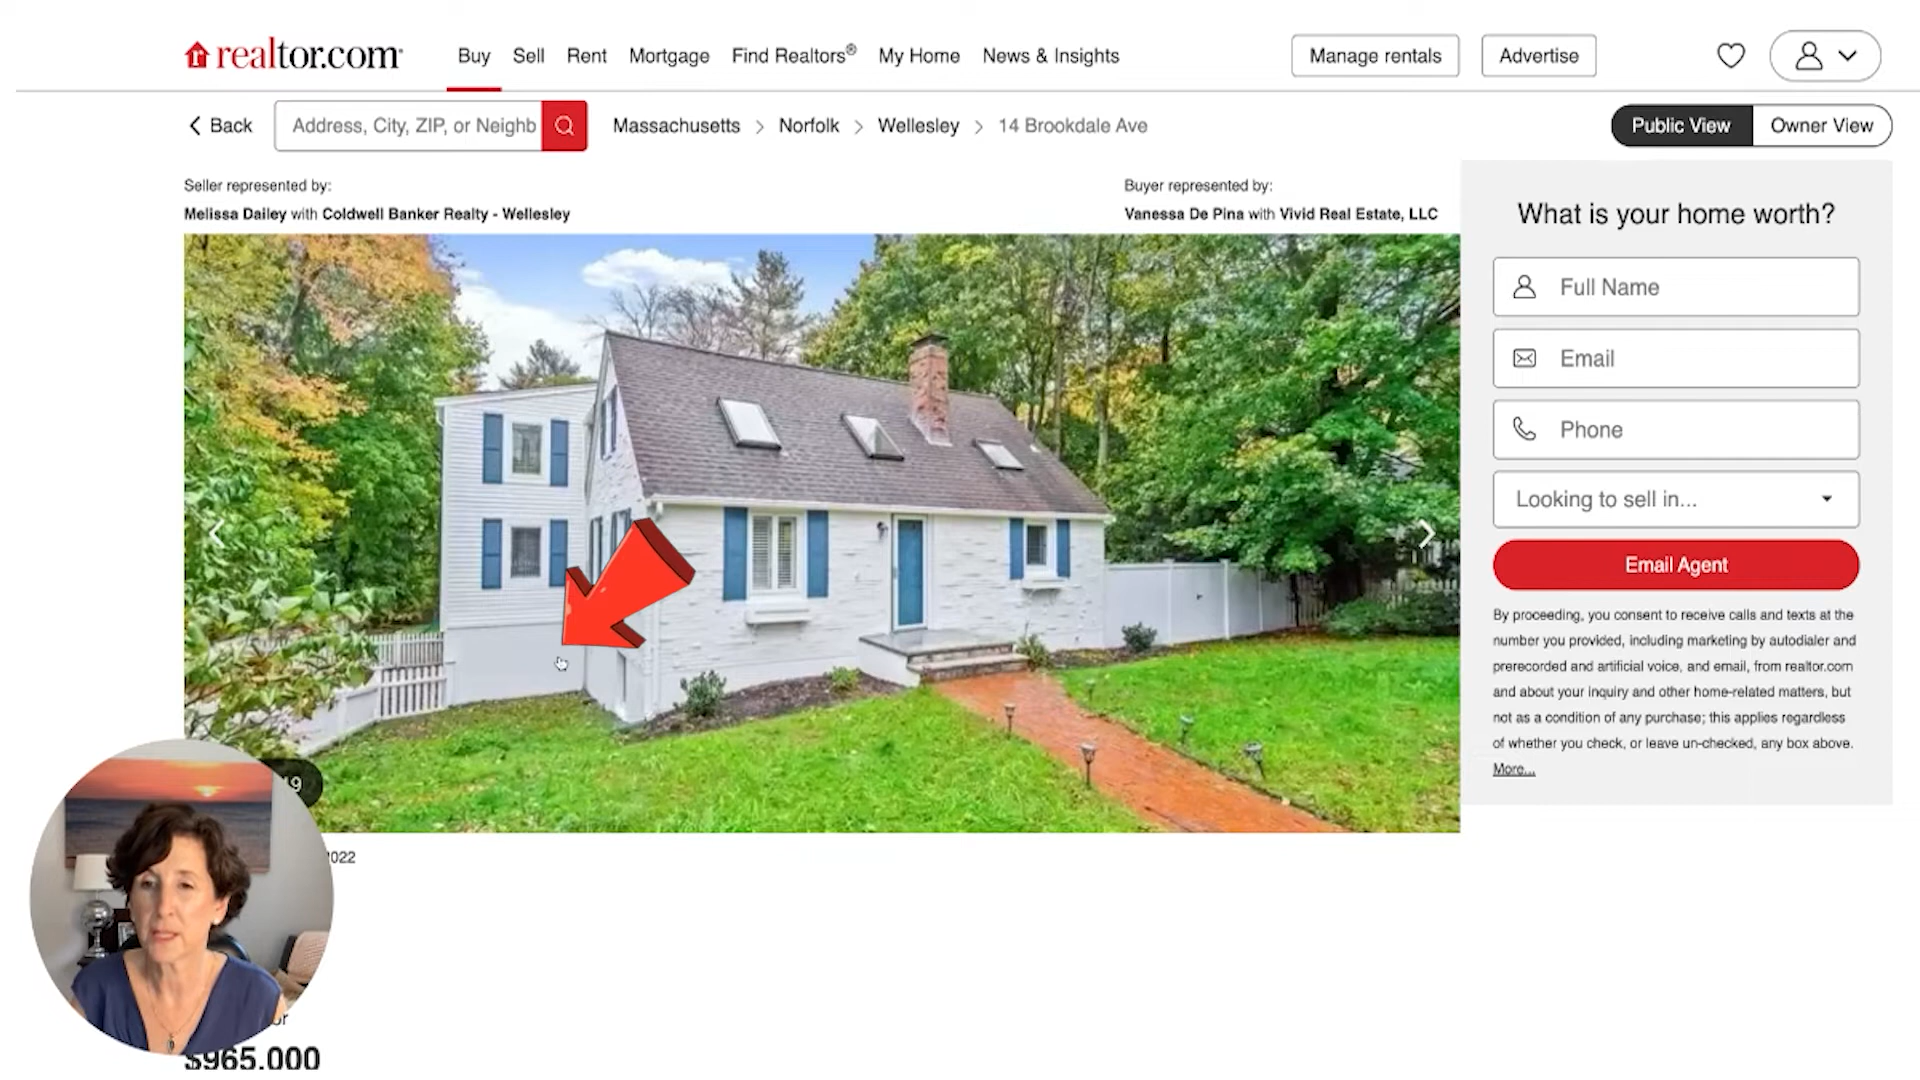 realtor.com
Buy
Sell
Rent
Mortgage
Find Realtors®
My Home
News & Insights
Manage rentals
Advertise
Back
Address, City, ZIP, or Neighb
Massachusetts
Norfolk
Wellesley
14 Brookdale Ave
Public View
Owner View
Seller represented by:
Melissa Dailey with Coldwell Banker Realty - Wellesley
Buyer represented by:
Vanessa De Pina with Vivid Real Estate, LLC
What is your home worth?
Full Name
Email
Phone
Looking to sell in...
Email Agent
By proceeding, you consent to receive calls and texts at the
number you provided, including marketing by autodialer and
prerecorded and artificial voice, and email, from realtor.com
and about your inquiry and other home-related matters, but
not as a condition of any purchase; this applies regardless
of whether you check, or leave un-checked, any box above.
More...
$965,000